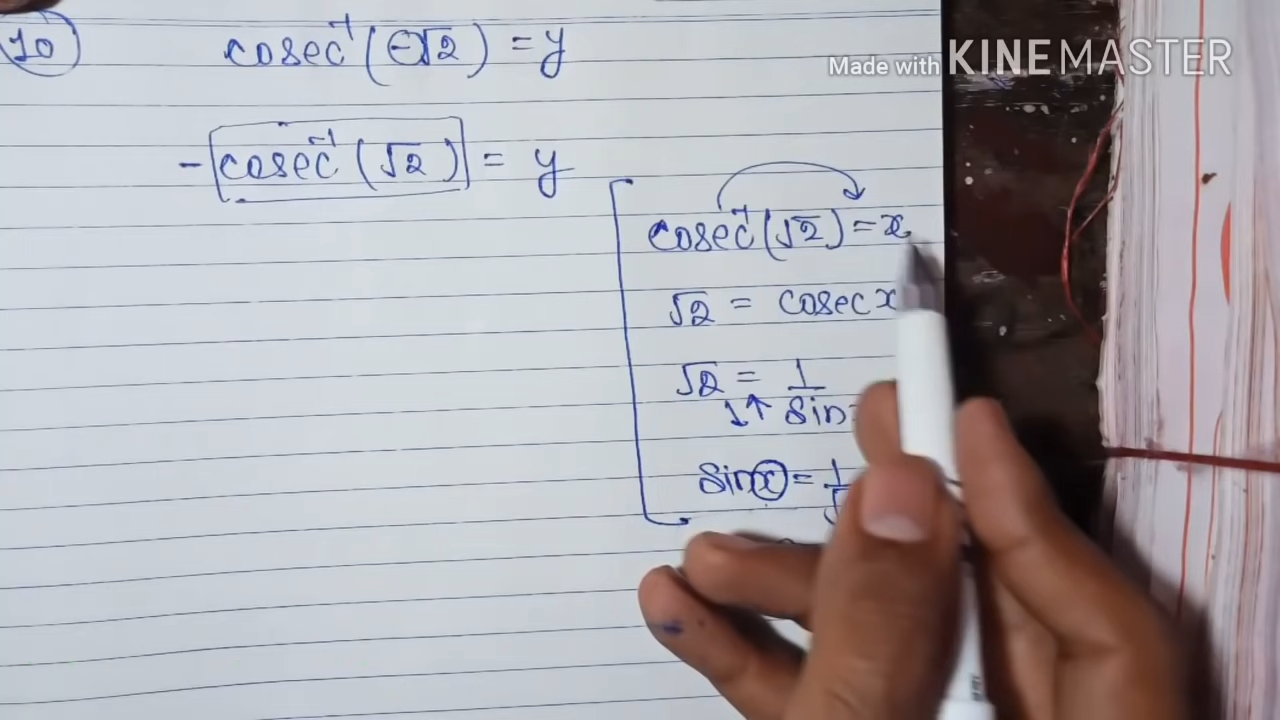 10 cosec⁻¹(-√2) = y
Made with KINEMASTER
-cosec⁻¹(√2) = y
cosec⁻¹(√2) = x
√2 = cosec x
√2 = 1/sin
sin x = 1/√